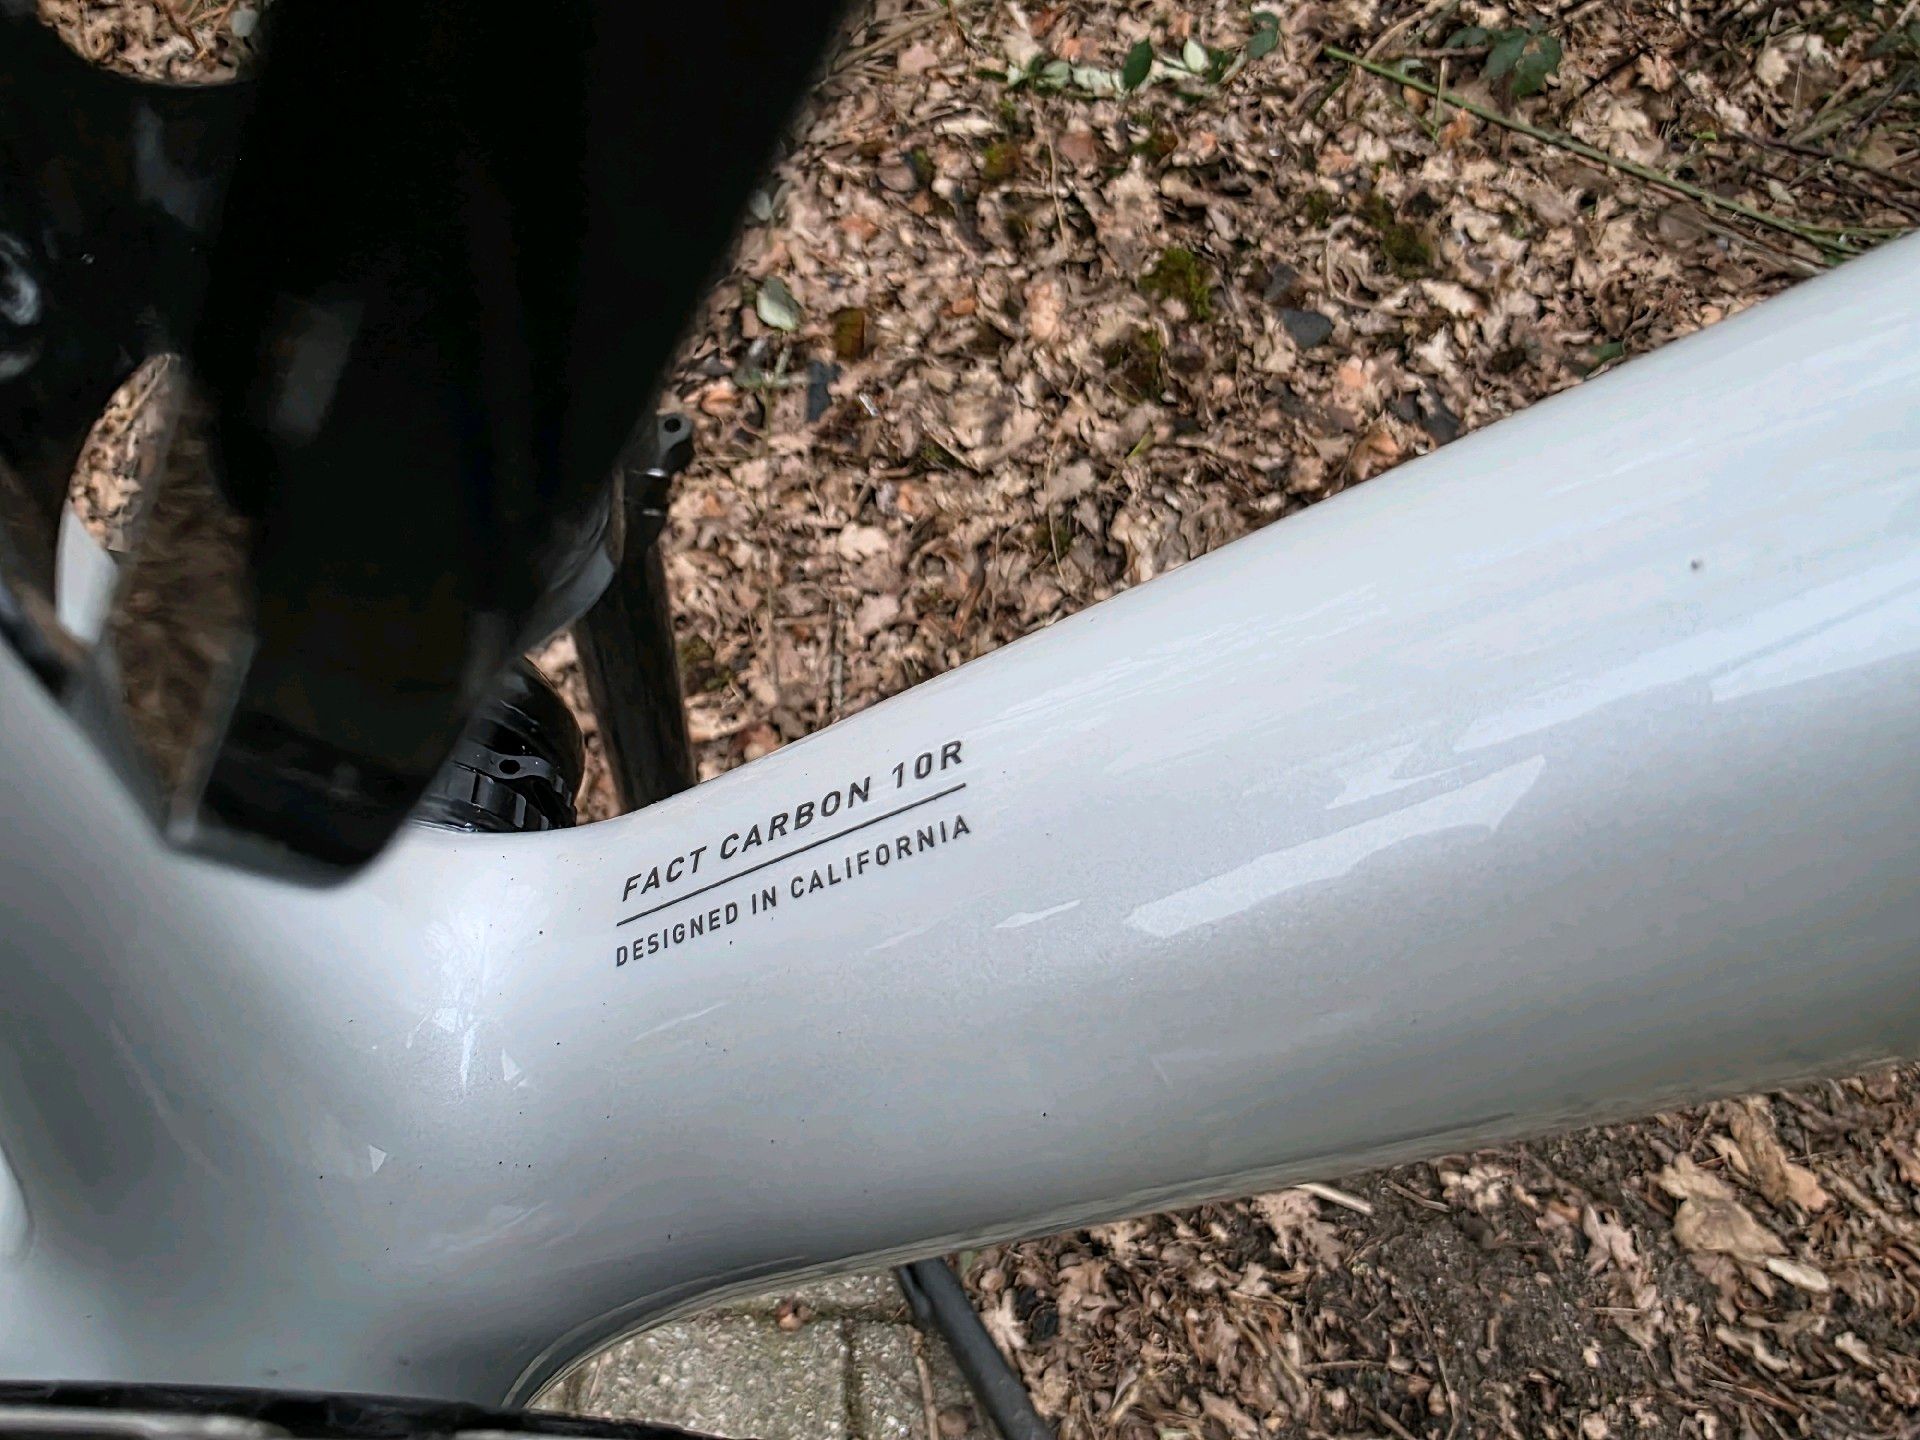 FACT CARBON 10R
DESIGNED IN CALIFORNIA